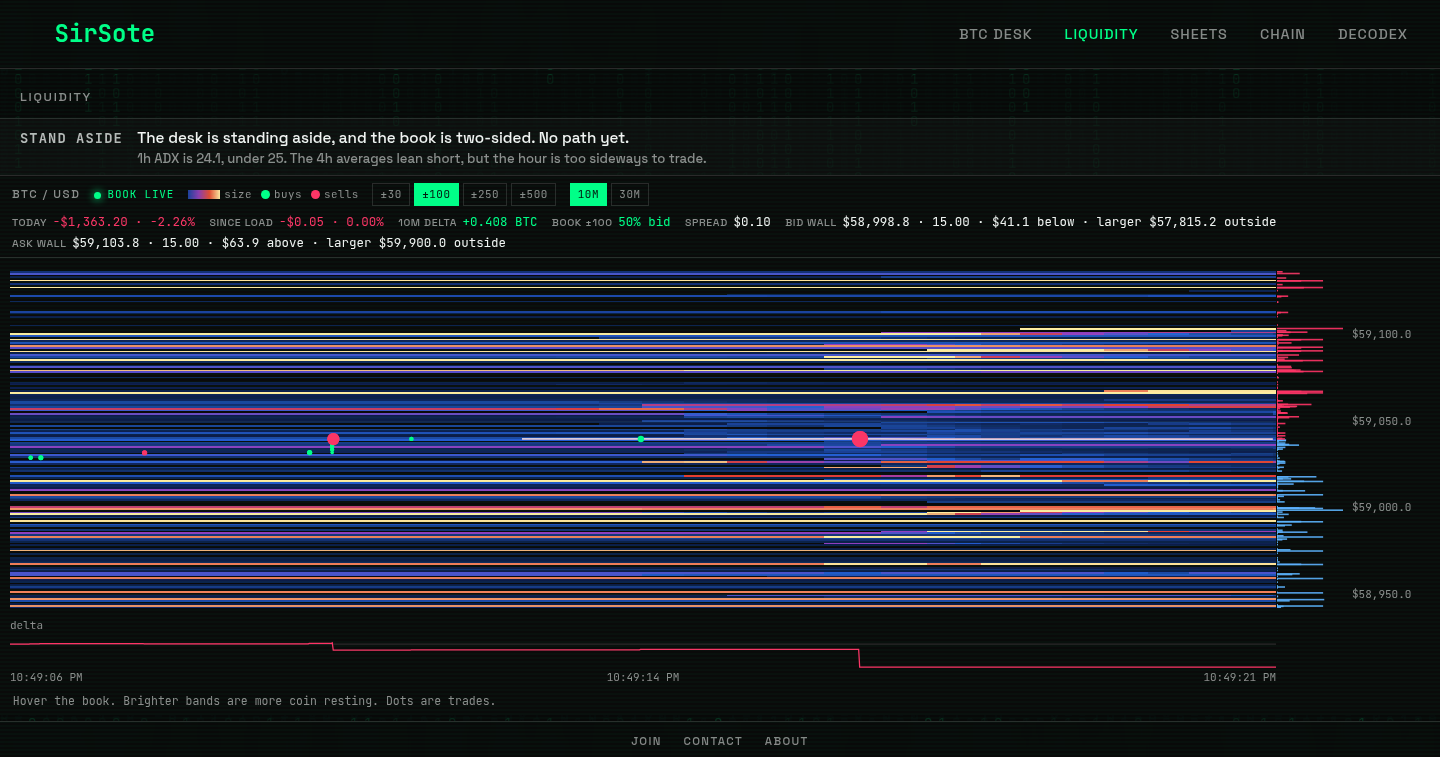 SirSote
BTC DESK LIQUIDITY SHEETS CHAIN DECODEX
LIQUIDITY
STAND ASIDE The desk is standing aside, and the book is two-sided. No path yet.
1h ADX is 24.1, under 25. The 4h averages lean short, but the hour is too sideways to trade.
BTC / USD BOOK LIVE size buys sells ±30 ±100 ±250 ±500 10M 30M
TODAY -$1,363.20 · -2.26% SINCE LOAD -$0.05 · 0.00% 10M DELTA +0.408 BTC BOOK ±100 50% bid SPREAD $0.10 BID WALL $58,998.8 · 15.00 · $41.1 below · larger $57,815.2 outside
ASK WALL $59,103.8 · 15.00 · $63.9 above · larger $59,900.0 outside
$59,100.0
$59,050.0
$59,000.0
$58,950.0
delta
10:49:06 PM 10:49:14 PM 10:49:21 PM
Hover the book. Brighter bands are more coin resting. Dots are trades.
JOIN CONTACT ABOUT